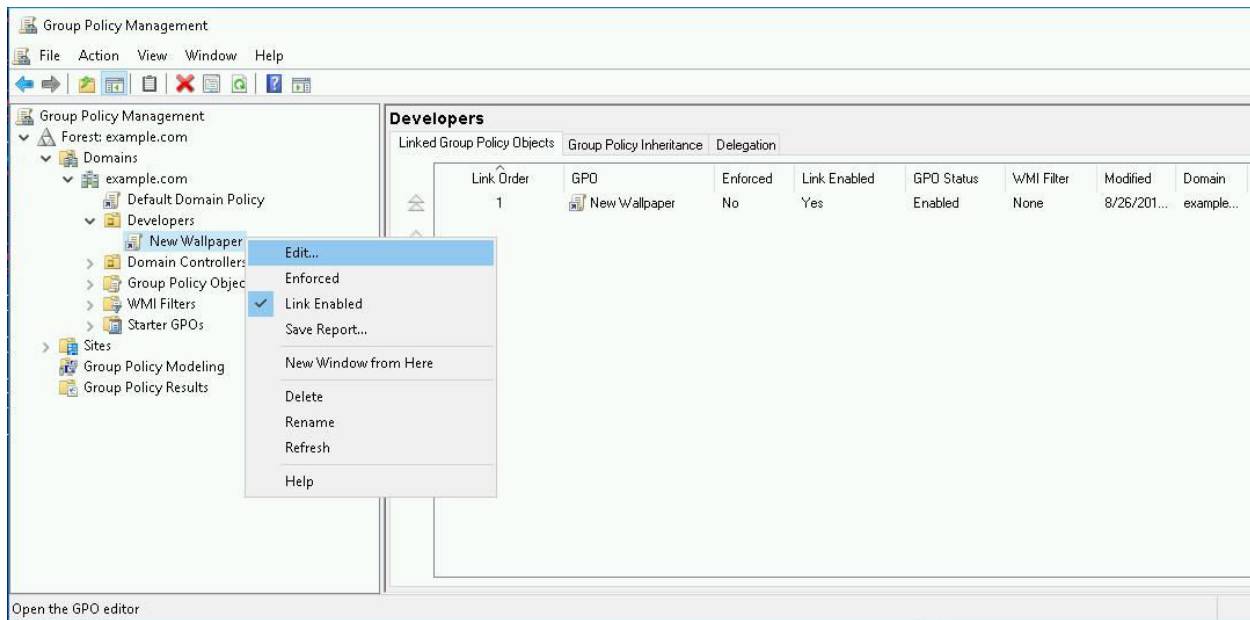 Group Policy Management
File Action View Window Help
Group Policy Management
Forest: example.com
Domains
example.com
Default Domain Policy
Developers
New Wallpaper
Domain Controllers
Group Policy Objec
WMI Filters
Starter GPOs
Sites
Group Policy Modeling
Group Policy Results
Edit...
Enforced
Link Enabled
Save Report...
New Window from Here
Delete
Rename
Refresh
Help
Developers
Linked Group Policy Objects Group Policy Inheritance Delegation
Link Order GPO Enforced Link Enabled GPO Status WMI Filter Modified Domain
1 New Wallpaper No Yes Enabled None 8/26/201... example...
Open the GPO editor